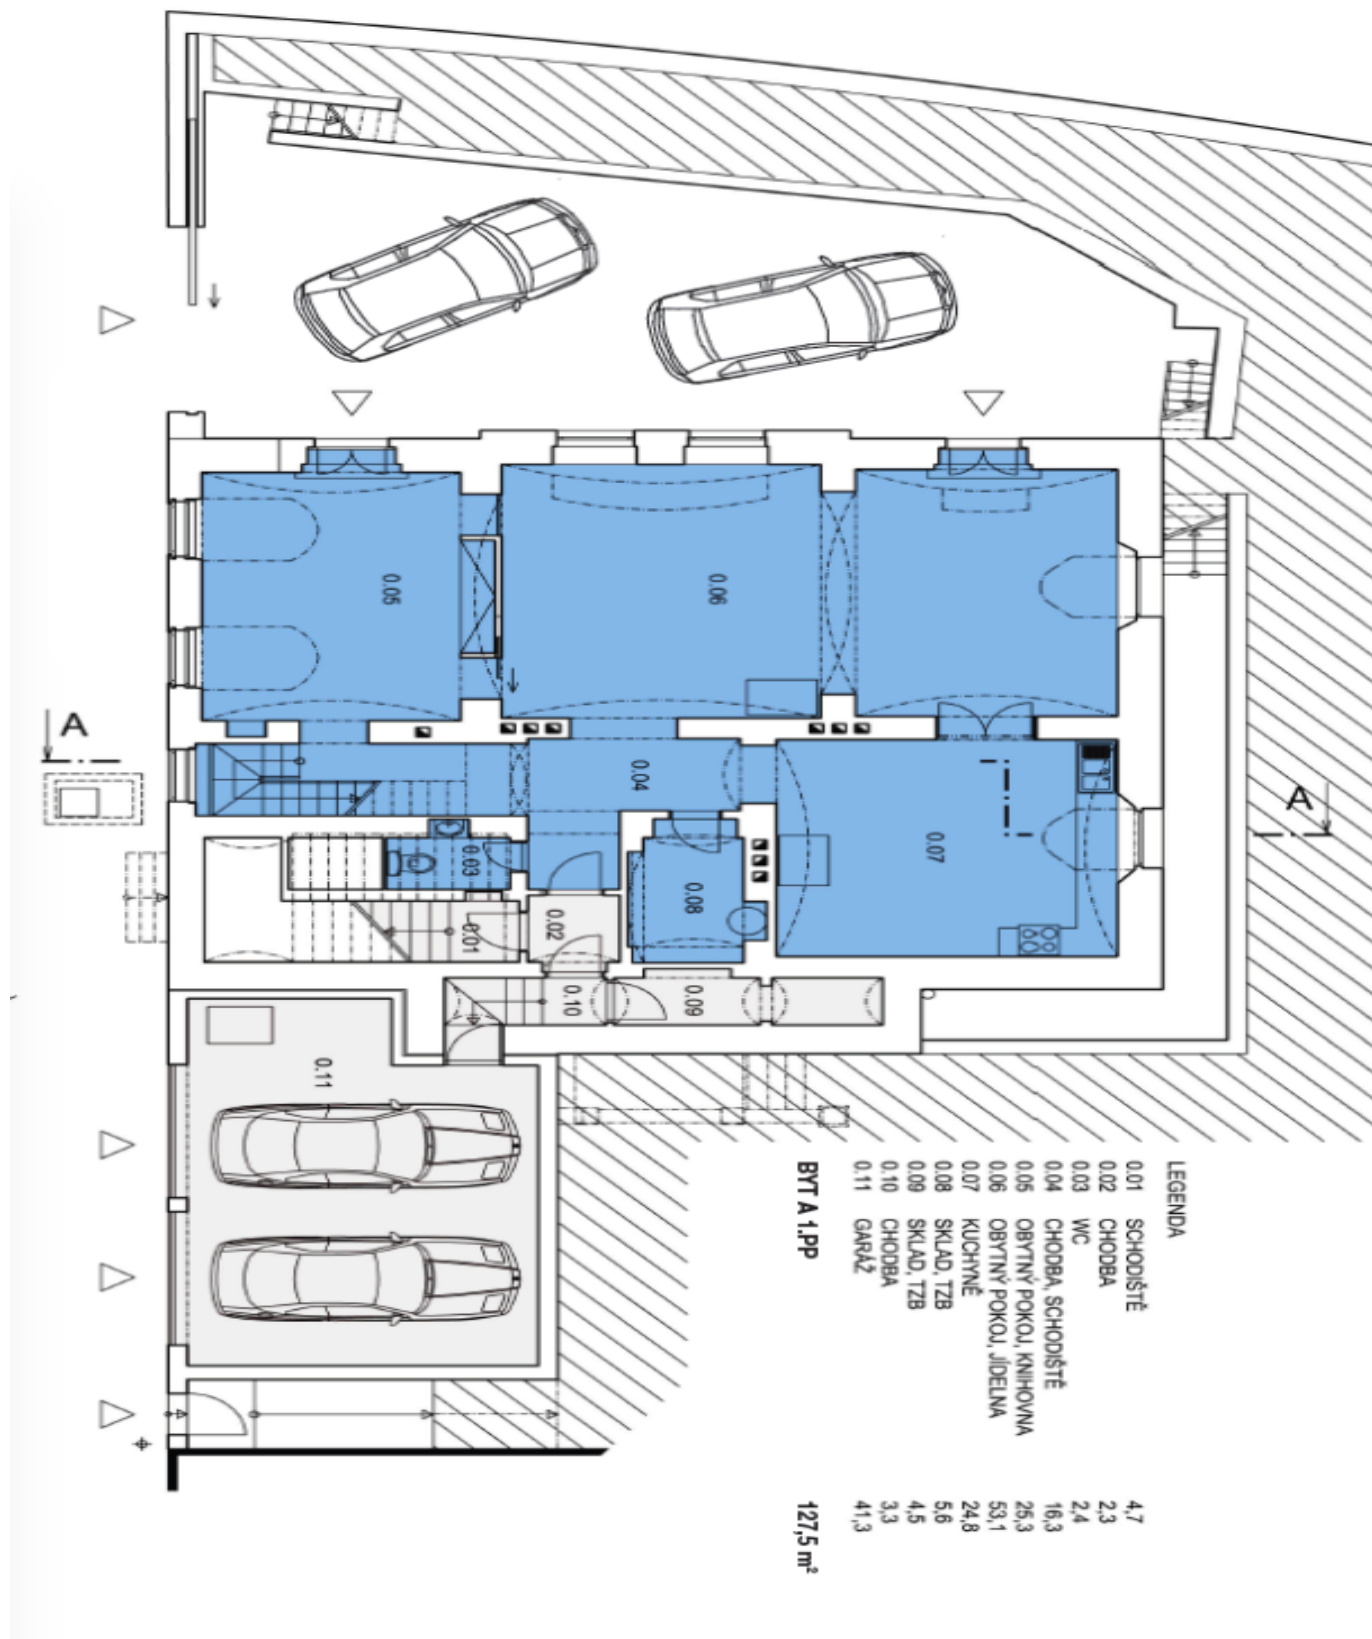 LEGENDA
0.01 SCHODIŠTĚ 4,7
0.02 CHODBA 2,3
0.03 WC 2,4
0.04 CHODBA, SCHODIŠTĚ 16,3
0.05 OBYTNÝ POKOJ, KNIHOVNA 25,3
0.06 OBYTNÝ POKOJ, JÍDELNA 53,1
0.07 KUCHYNĚ 24,8
0.08 SKLAD, TZB 5,6
0.09 SKLAD, TZB 4,5
0.10 CHODBA 3,3
0.11 GARÁŽ 41,3
BYT A 1.PP 127,5 m²
0.05
0.06
A
0.04
A
0.03
0.07
0.08
0.01
0.02
0.10
0.09
0.11